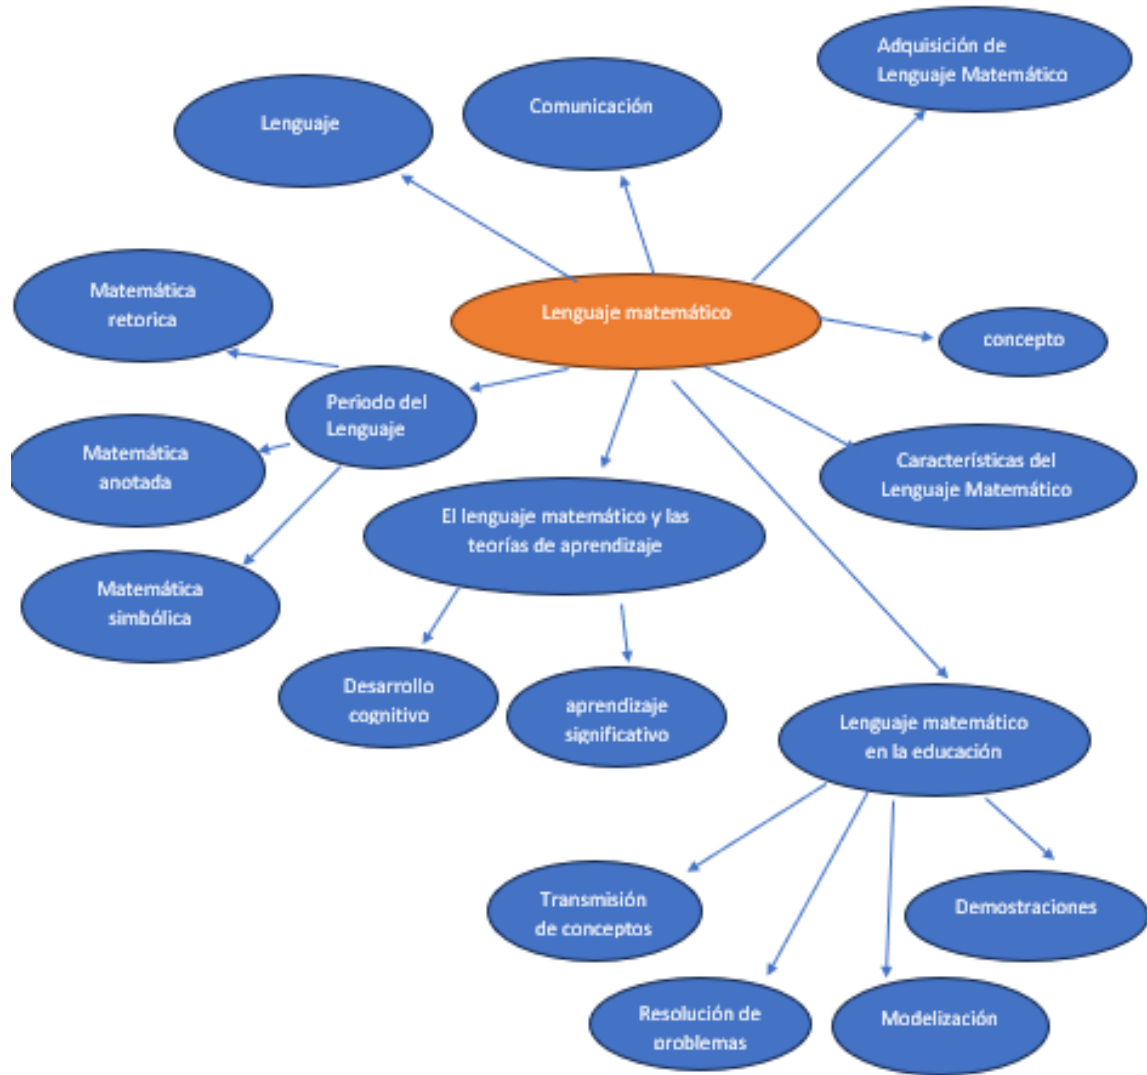 Adquisición de
Lenguaje Matemático
Comunicación
Lenguaje
Matemática
retorica
Lenguaje matemático
concepto
Periodo del
Lenguaje
Matemática
anotada
Características del
Lenguaje Matemático
El lenguaje matemático y las
teorías de aprendizaje
Matemática
simbólica
Desarrollo
cognitivo
aprendizaje
significativo
Lenguaje matemático
en la educación
Transmisión
de conceptos
Demostraciones
Resolución de
problemas
Modelización